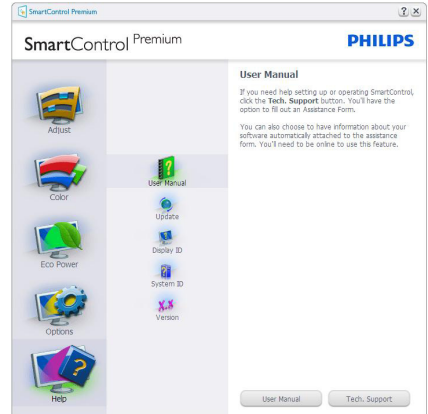 SmartControl Premium
SmartControl Premium
PHILIPS
Adjust
Color
Eco Power
Options
Help
User Manual
Update
Display ID
System ID
X.X
Version
User Manual
If you need help setting up or operating SmartControl,
click the Tech. Support button. You'll have the
option to fill out an Assistance Form.
You can also choose to have information about your
software automatically attached to the assistance
form. You'll need to be online to use this feature.
User Manual
Tech. Support